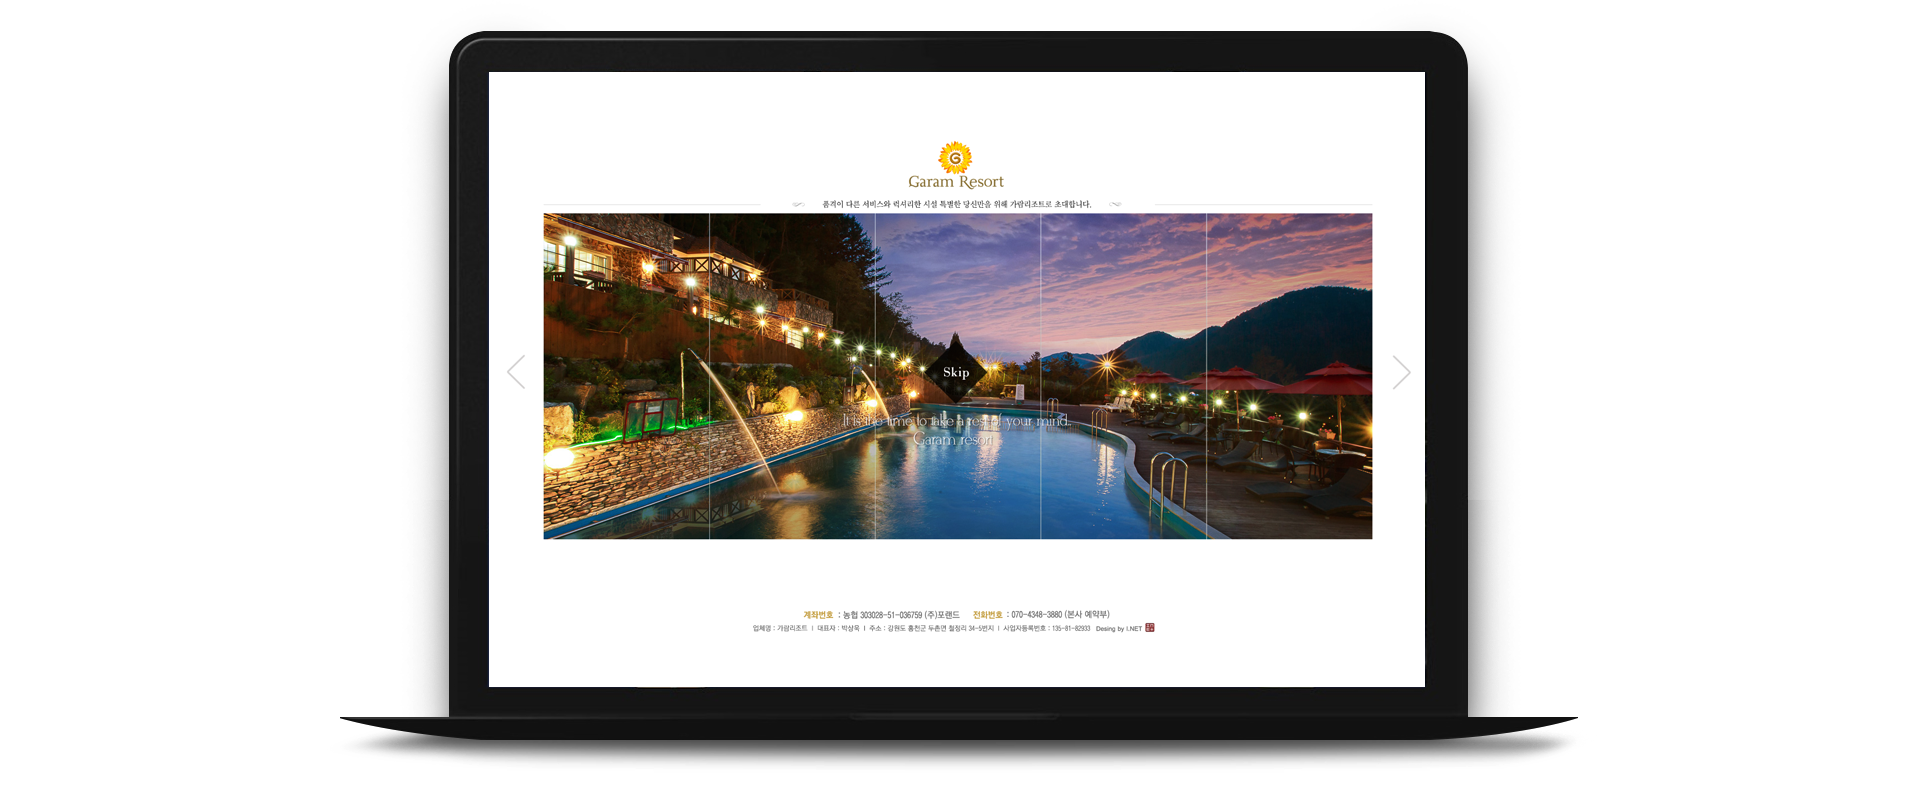 G
Garam Resort
품격이 다른 서비스와 럭셔리한 시설 특별한 당신만을 위해 가람리조트로 초대합니다.
Skip
It is the time to take a rest of your mind.
Garam resort
계좌번호 : 농협 303028-51-036759 (주)포랜드 전화번호 : 070-4348-3880 (본사 예약부)
업체명 : 가람리조트 | 대표자 : 박상욱 | 주소 : 강원도 홍천군 두촌면 철정리 34-5번지 | 사업자등록번호 : 135-81-82933 Desing by I.NET